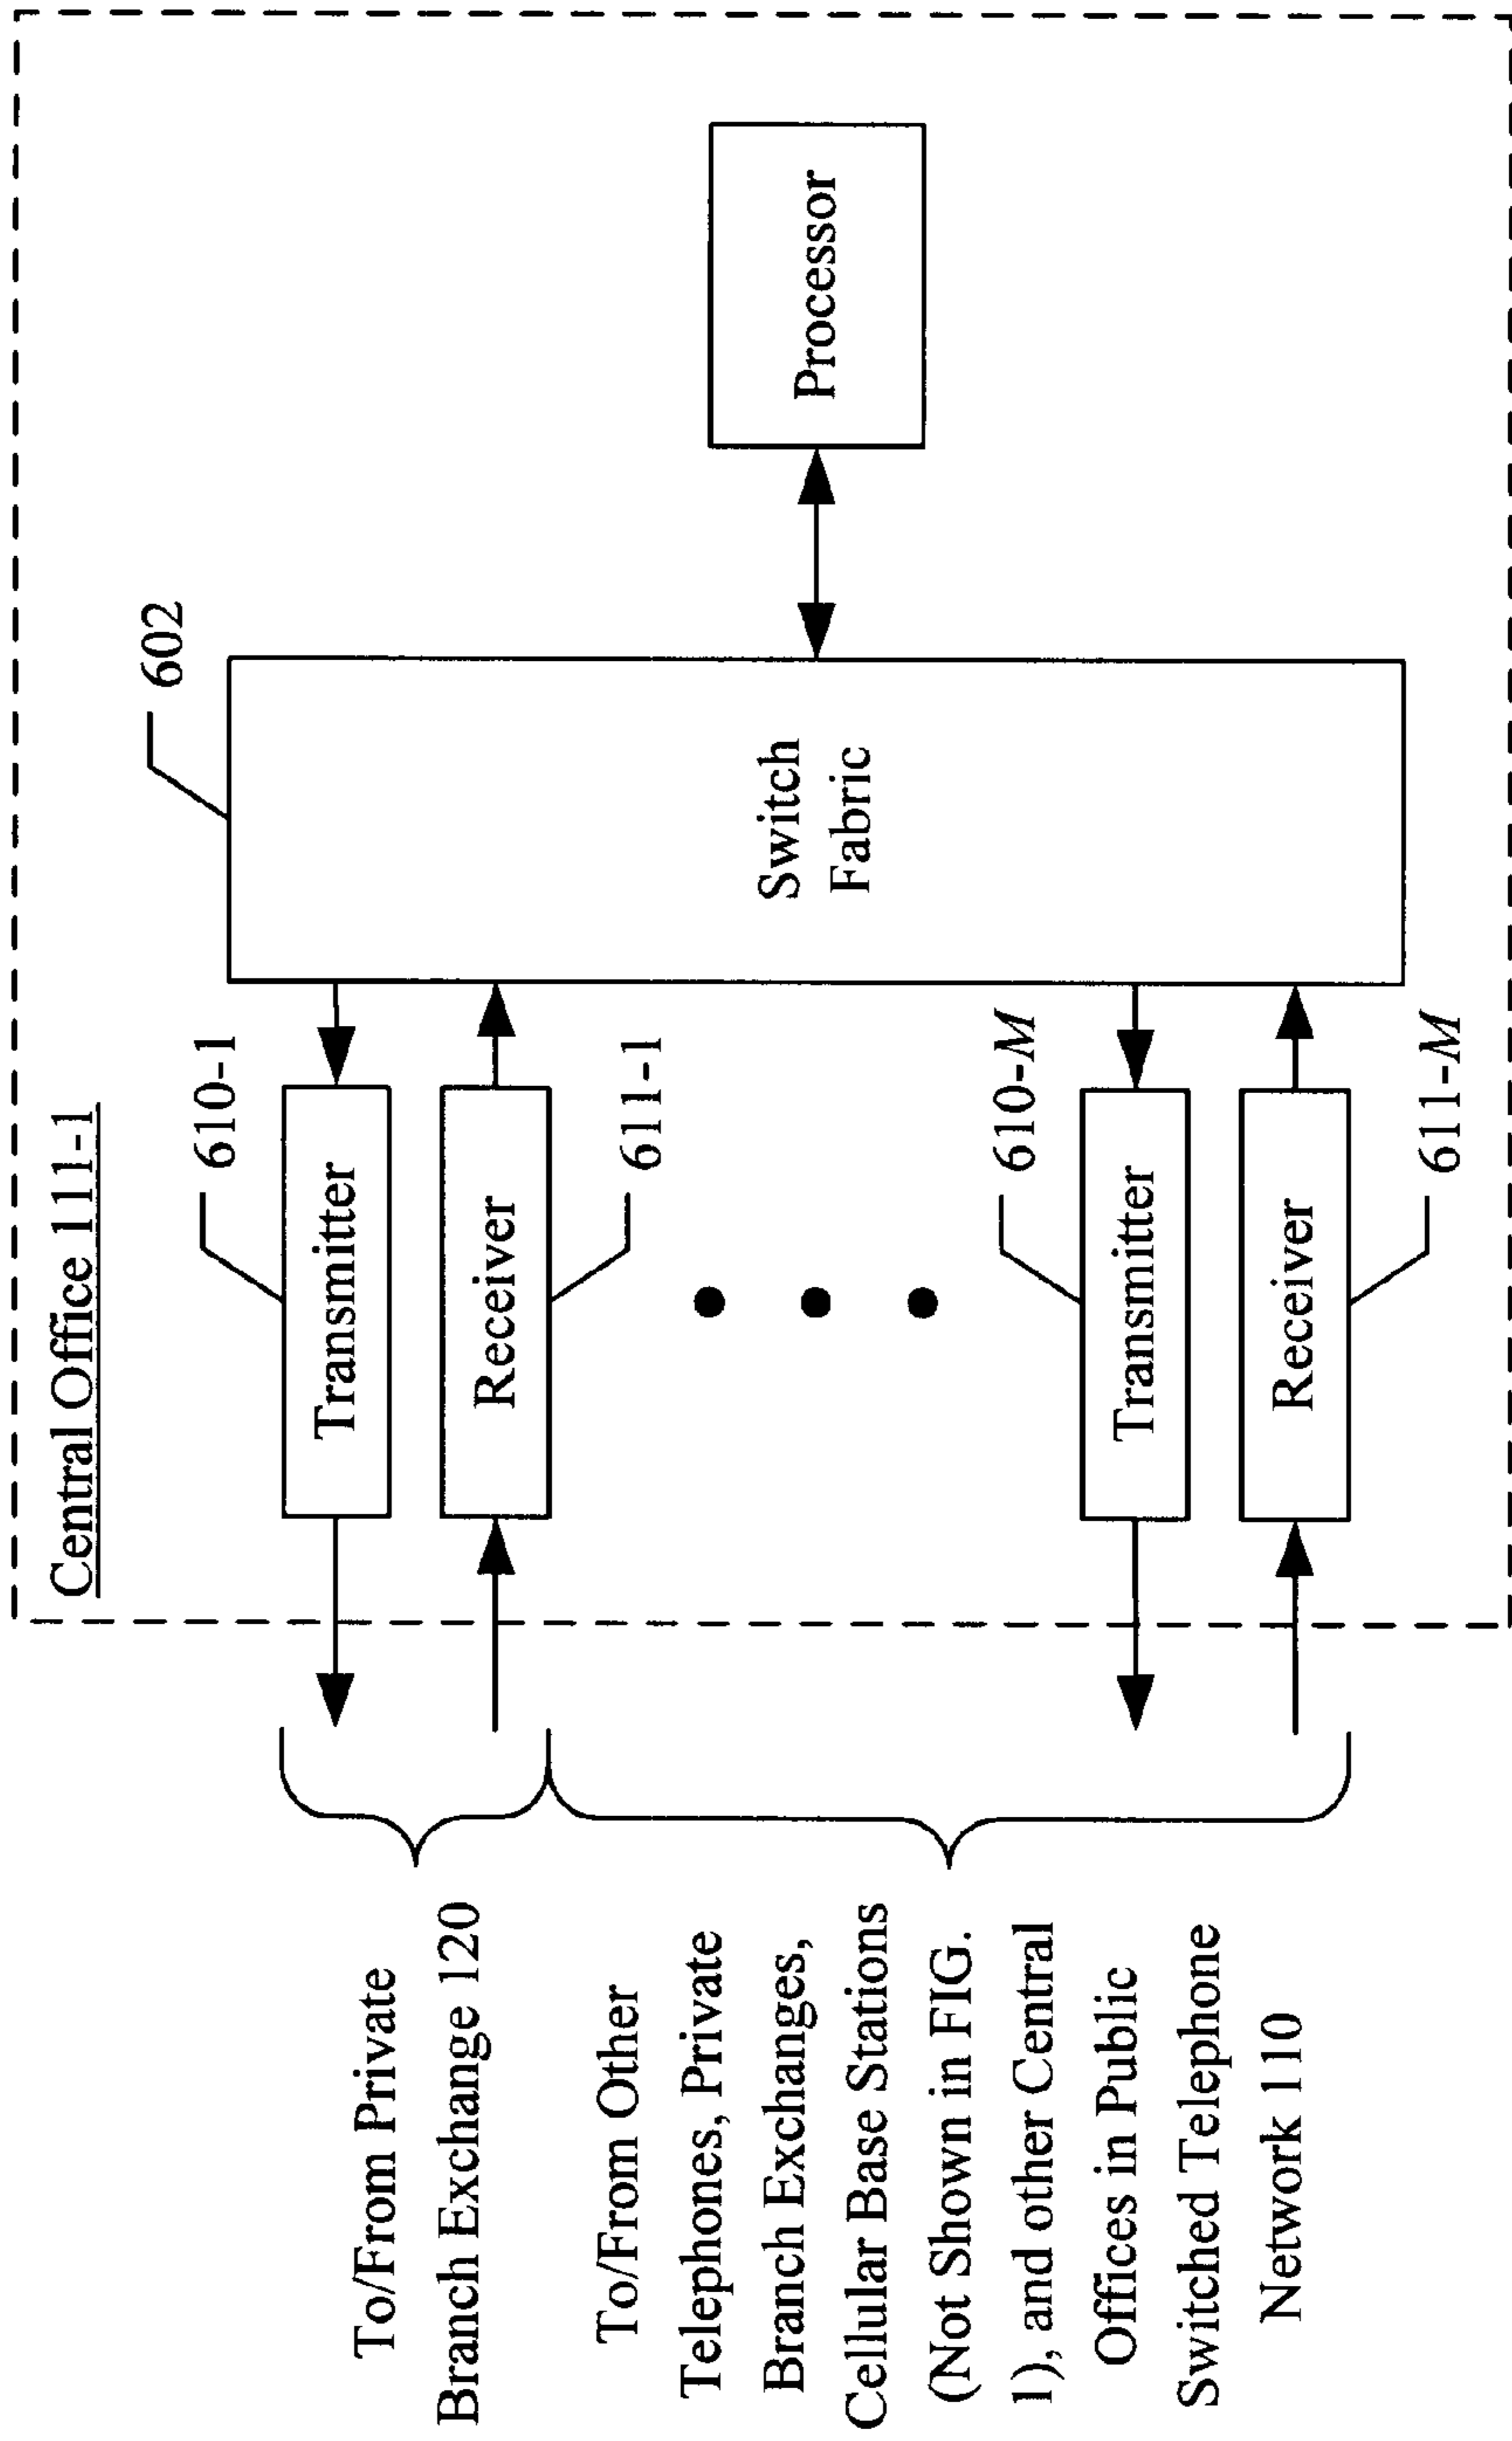 Central Office 111-1
602
610-1
Transmitter
Receiver
611-1
Switch
Fabric
Processor
610-M
Transmitter
Receiver
611-M
To/From Private
Branch Exchange 120
To/From Other
Telephones, Private
Branch Exchanges,
Cellular Base Stations
(Not Shown in FIG.
1), and other Central
Offices in Public
Switched Telephone
Network 110